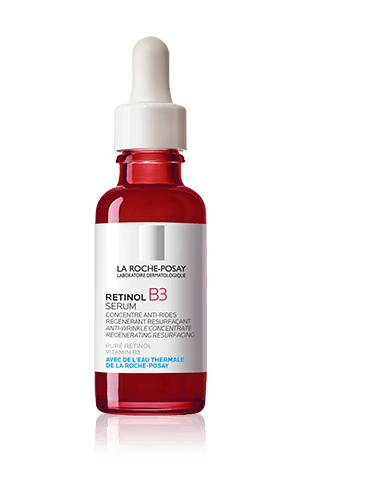 LA ROCHE-POSAY
LABORATOIRE DERMATOLOGIQUE
RETINOL B3
SERUM
CONCENTRÉ ANTI-RIDES
RÉGÉNÉRANT RESURFAÇANT
ANTI-WRINKLE CONCENTRATE
REGENERATING RESURFACING
PURE RETINOL
VITAMIN B3
AVEC DE L'EAU THERMALE
DE LA ROCHE-POSAY